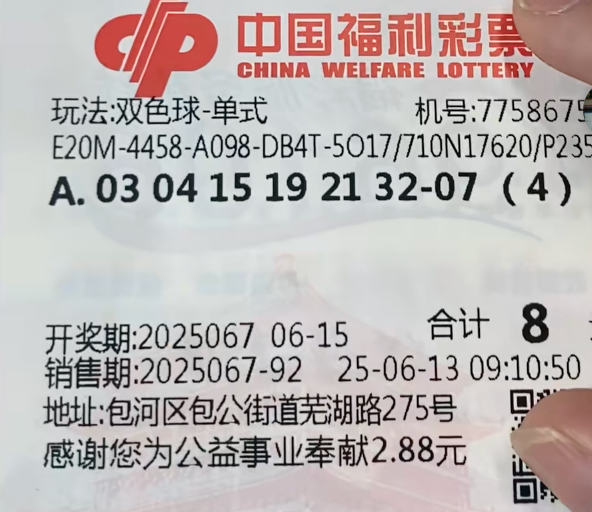 中国福利彩票
CHINA WELFARE LOTTERY
玩法:双色球-单式 机号:7758675
E20M-4458-A098-DB4T-5O17/710N17620/P235
A. 03 04 15 19 21 32-07 (4)
开奖期:2025067 06-15 合计 8
销售期:2025067-92 25-06-13 09:10:50
地址:包河区包公街道芜湖路275号
感谢您为公益事业奉献2.88元